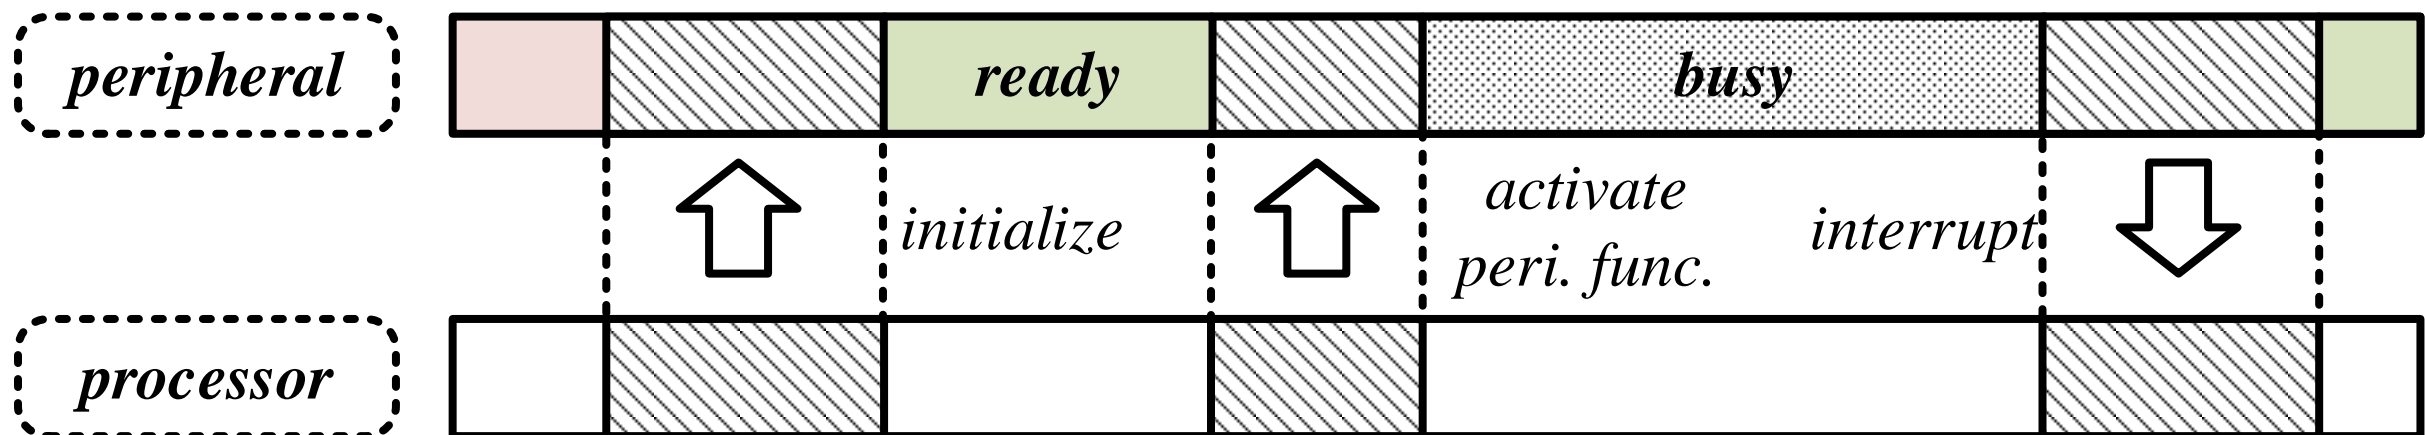 peripheral
ready
busy
initialize
activate
peri. func.
interrupt
processor